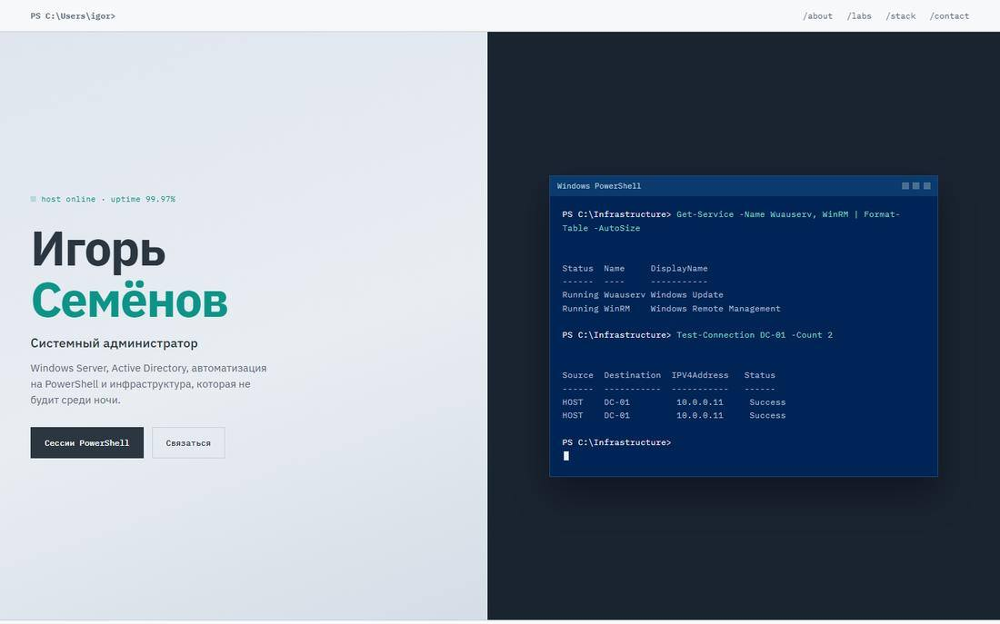 PS C:\Users\igor>
/about /labs /stack /contact
host online · uptime 99.97%
Игорь
Семёнов
Системный администратор
Windows Server, Active Directory, автоматизация
на PowerShell и инфраструктура, которая не
будит среди ночи.
Сессии PowerShell
Связаться
Windows PowerShell
PS C:\Infrastructure> Get-Service -Name Wuauserv, WinRM | Format-
Table -AutoSize
Status  Name     DisplayName
------  ----     -----------
Running Wuauserv Windows Update
Running WinRM    Windows Remote Management
PS C:\Infrastructure> Test-Connection DC-01 -Count 2
Source  Destination  IPV4Address   Status
------  -----------  -----------   ------
HOST    DC-01         10.0.0.11     Success
HOST    DC-01         10.0.0.11     Success
PS C:\Infrastructure>